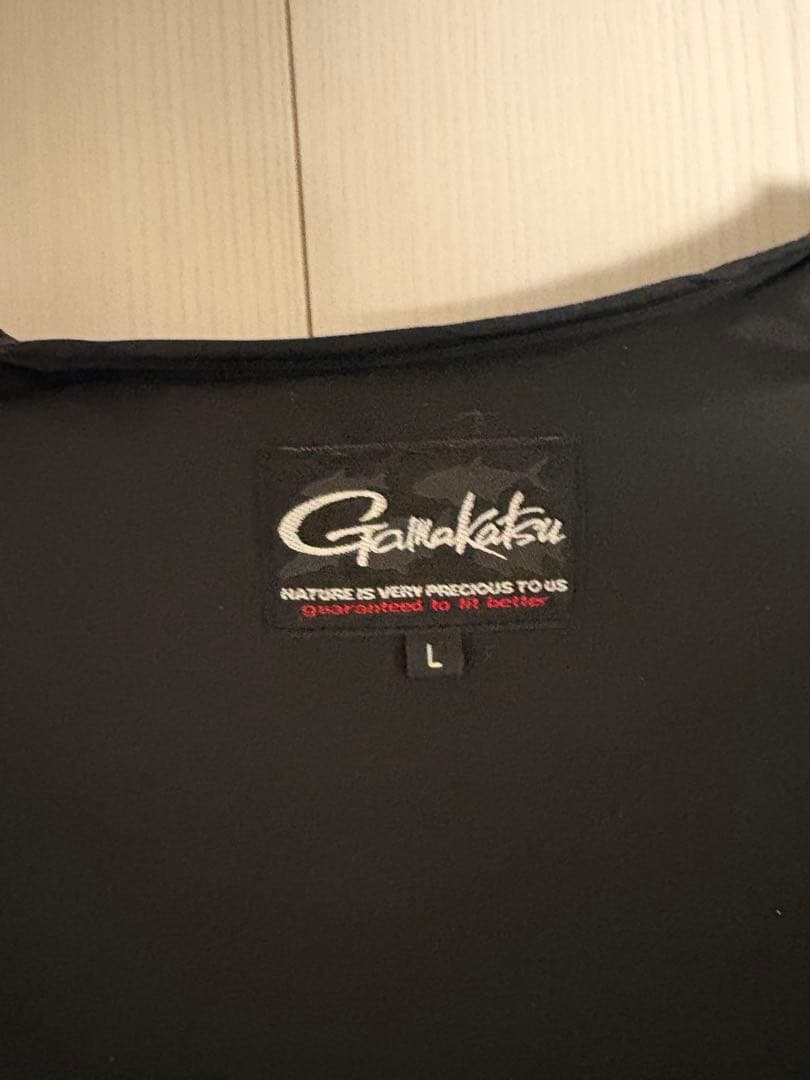 Gamakatsu
NATURE IS VERY PRECIOUS TO US
guaranteed to fit better
L